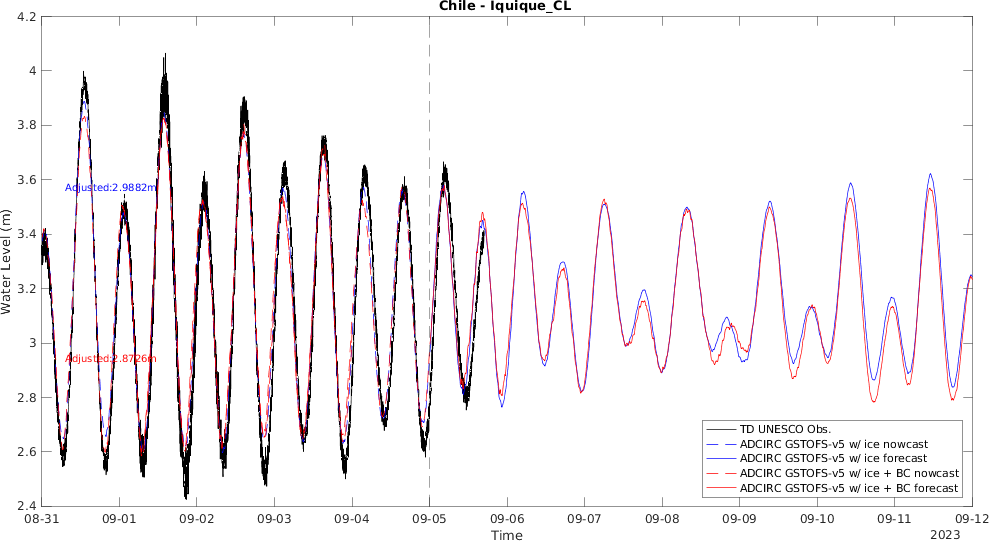 Chile - Iquique_CL
4.2
4
3.8
3.6
3.4
3.2
3
2.8
2.6
2.4
Water Level (m)
Adjusted:2.9882m
Adjusted:2.8726m
TD UNESCO Obs.
ADCIRC GSTOFS-v5 w/ ice nowcast
ADCIRC GSTOFS-v5 w/ ice forecast
ADCIRC GSTOFS-v5 w/ ice + BC nowcast
ADCIRC GSTOFS-v5 w/ ice + BC forecast
08-31 09-01 09-02 09-03 09-04 09-05 09-06 09-07 09-08 09-09 09-10 09-11 09-12
Time
2023